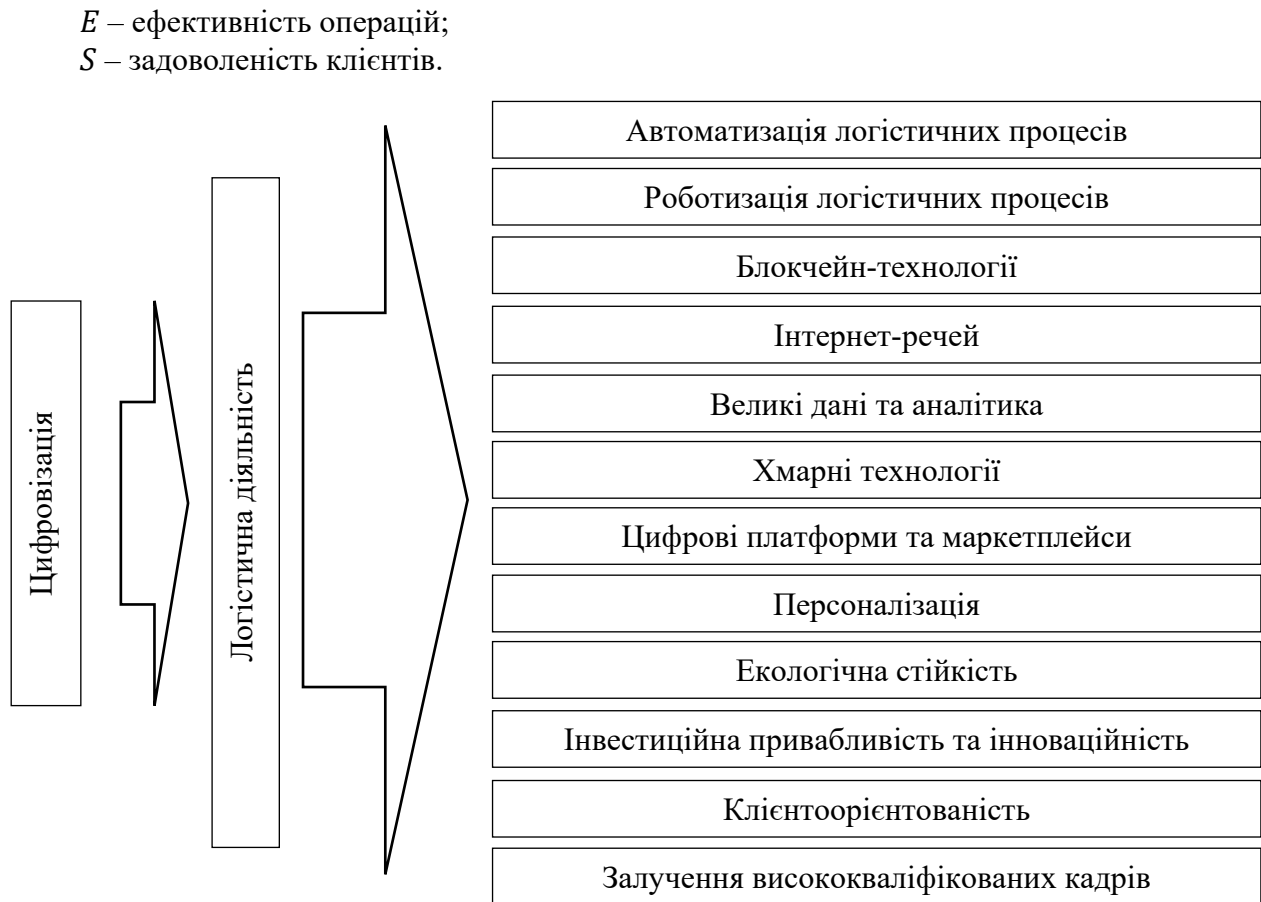 E – ефективність операцій;
S – задоволеність клієнтів.
Цифровізація
Логістична діяльність
Автоматизація логістичних процесів
Роботизація логістичних процесів
Блокчейн-технології
Інтернет-речей
Великі дані та аналітика
Хмарні технології
Цифрові платформи та маркетплейси
Персоналізація
Екологічна стійкість
Інвестиційна привабливість та інноваційність
Клієнтоорієнтованість
Залучення висококваліфікованих кадрів